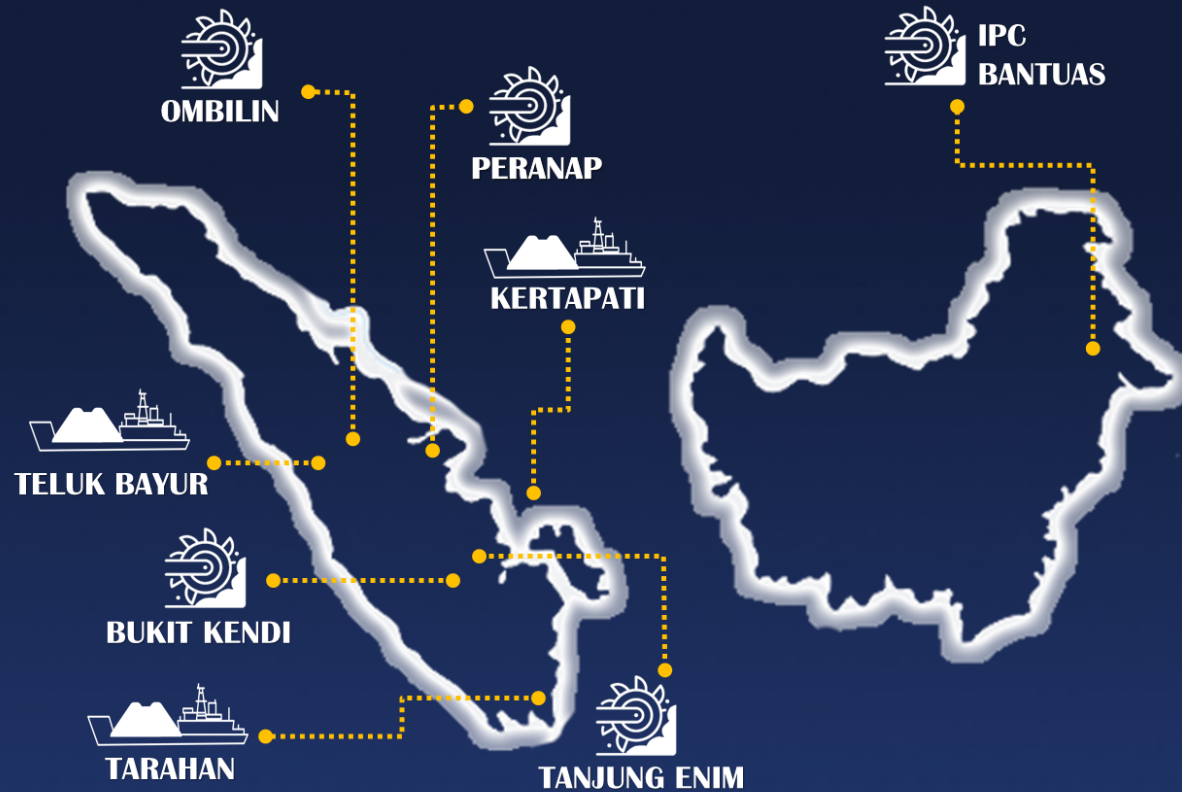 OMBILIN
IPC
BANTUAS
PERANAP
KERTAPATI
TELUK BAYUR
BUKIT KENDI
TARAHAN
TANJUNG ENIM